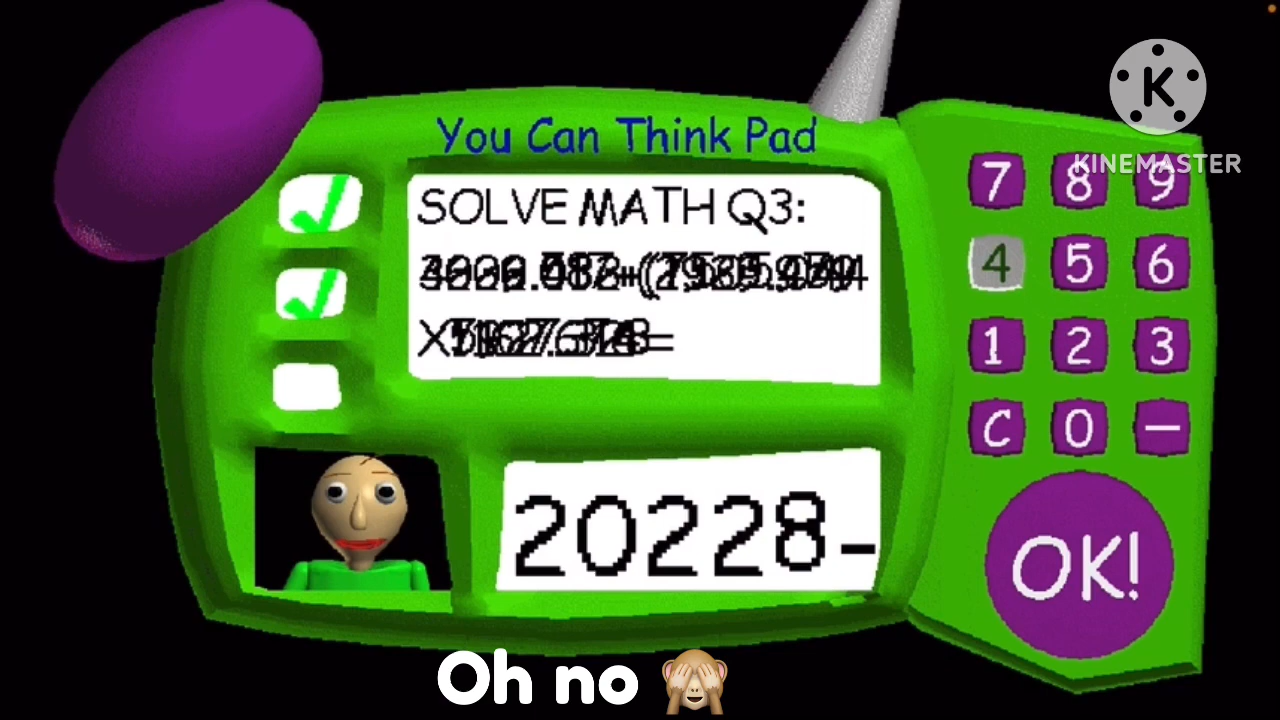 You Can Think Pad
SOLVE MATH Q3:
20228-
7 8 9
4 5 6
1 2 3
C 0 –
OK!
K
KINEMASTER
Oh no 🙈